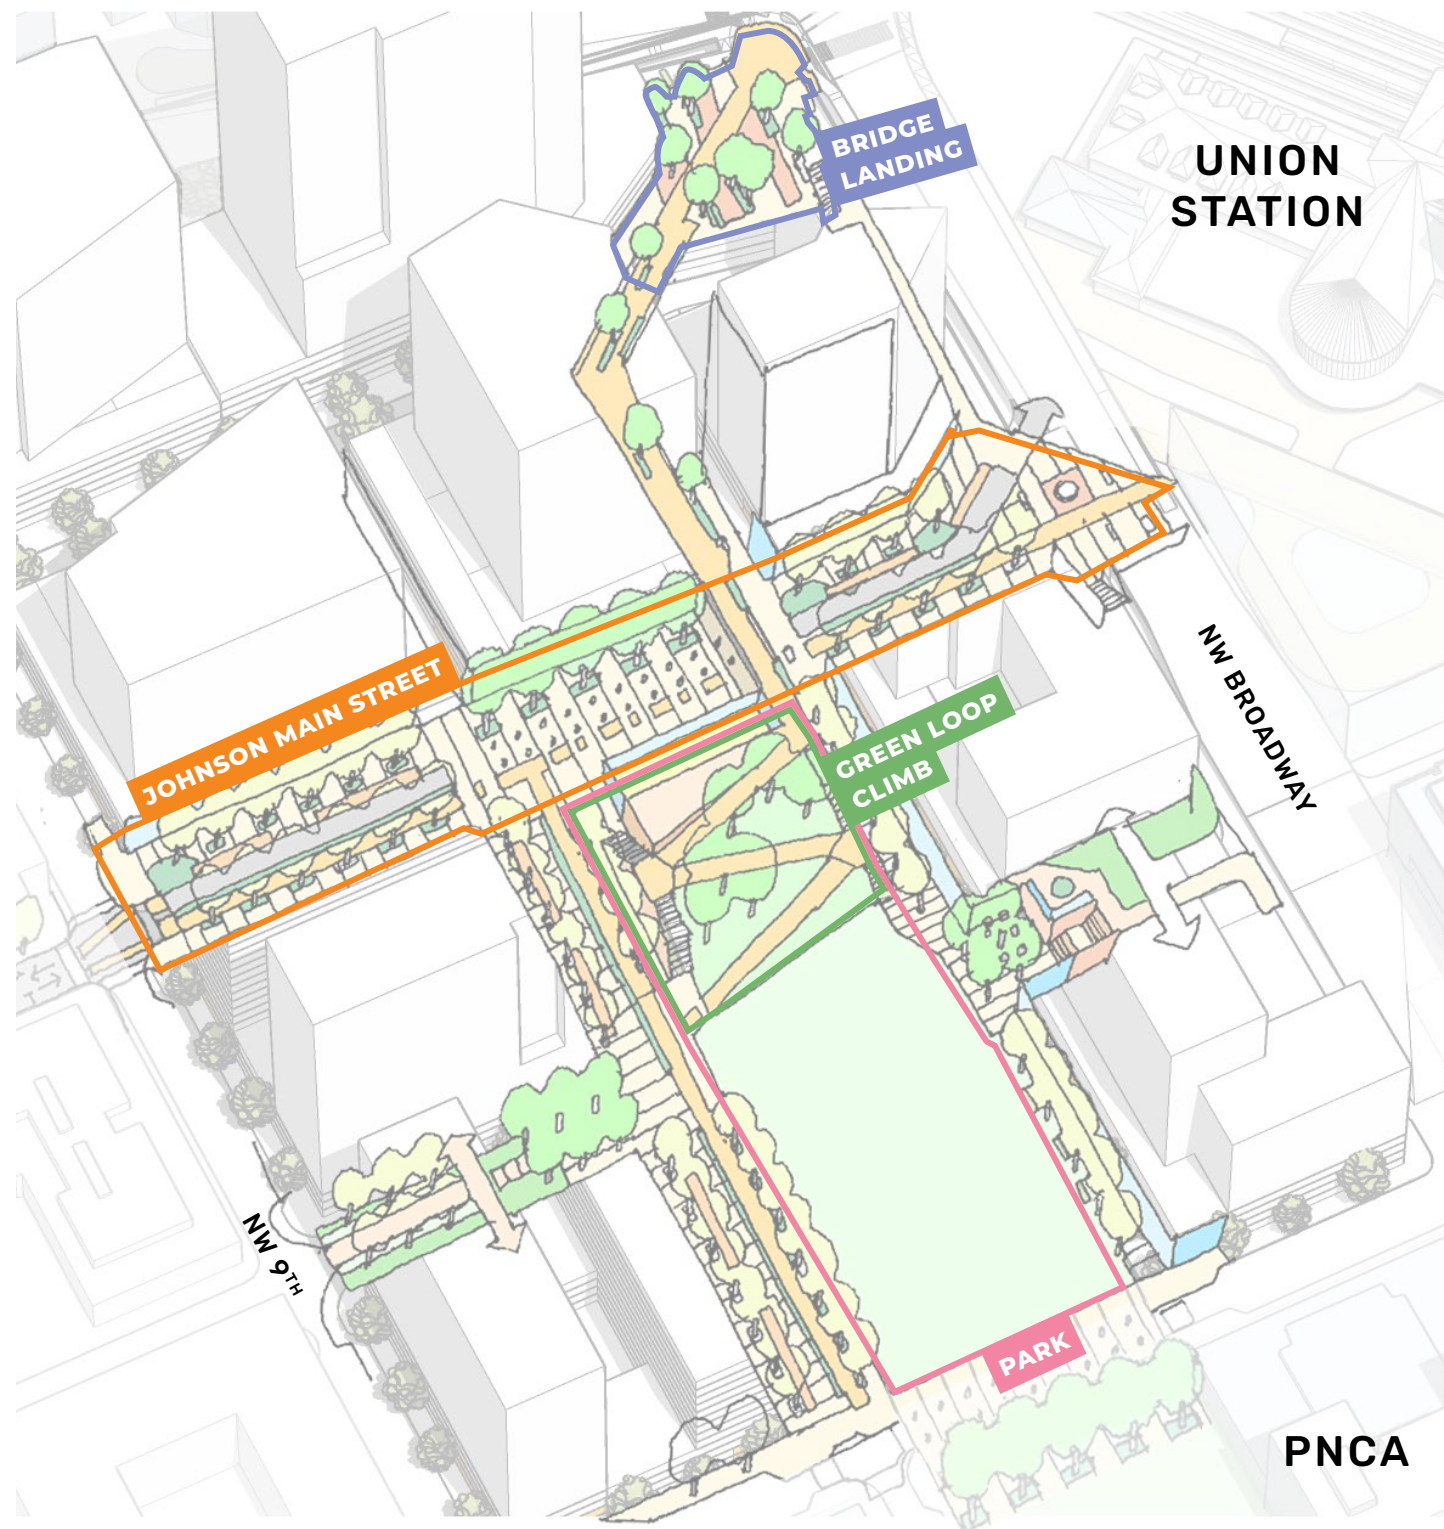 BRIDGE
LANDING
UNION
STATION
JOHNSON MAIN STREET
GREEN LOOP
CLIMB
NW BROADWAY
NW 9TH
PARK
PNCA